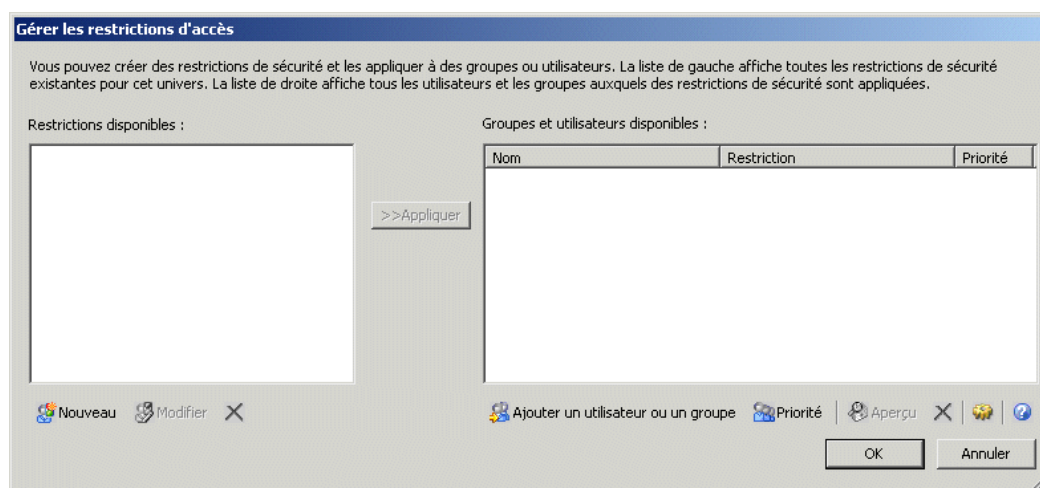 Gérer les restrictions d'accès
Vous pouvez créer des restrictions de sécurité et les appliquer à des groupes ou utilisateurs. La liste de gauche affiche toutes les restrictions de sécurité
existantes pour cet univers. La liste de droite affiche tous les utilisateurs et les groupes auxquels des restrictions de sécurité sont appliquées.
Restrictions disponibles :
Groupes et utilisateurs disponibles :
Nom Restriction Priorité
>>Appliquer
Nouveau Modifier
Ajouter un utilisateur ou un groupe Priorité Aperçu
OK Annuler